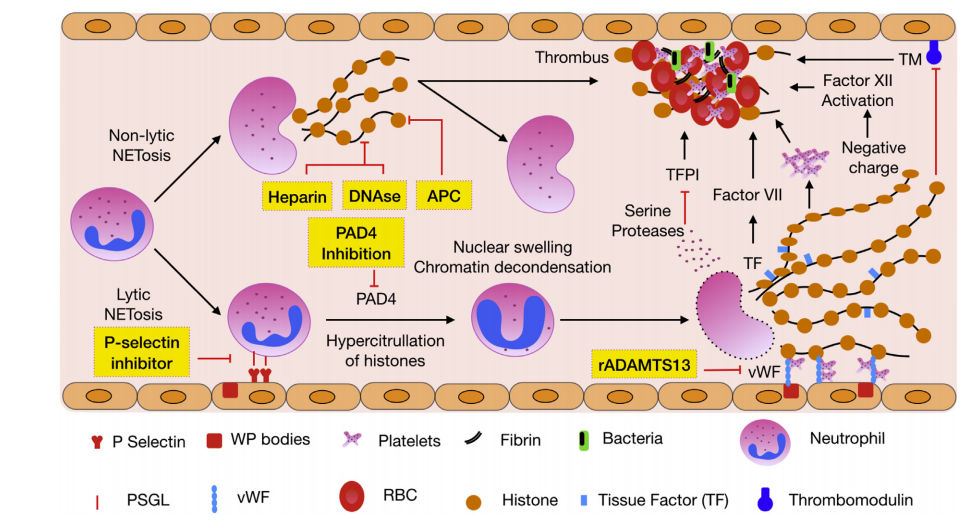 Thrombus
TM
Factor XII
Activation
Non-lytic
NETosis
Negative
charge
TFPI
Heparin
DNAse
APC
Factor VII
Serine
Proteases
PAD4
Inhibition
Nuclear swelling
Chromatin decondensation
TF
Lytic
NETosis
PAD4
P-selectin
inhibitor
Hypercitrullation
of histones
rADAMTS13
vWF
P Selectin
WP bodies
Platelets
Fibrin
Bacteria
Neutrophil
PSGL
vWF
RBC
Histone
Tissue Factor (TF)
Thrombomodulin